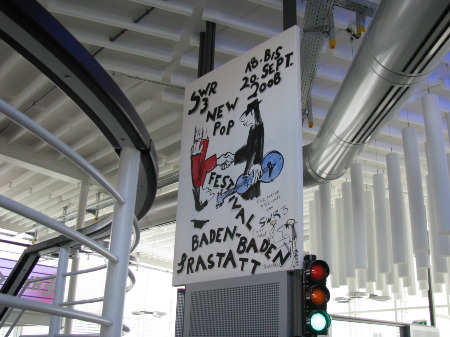 SWR
3
NEW
POP
18-BIS
20. SEPT.
2008
FESTIVAL
BADEN-BADEN
&RASTATT